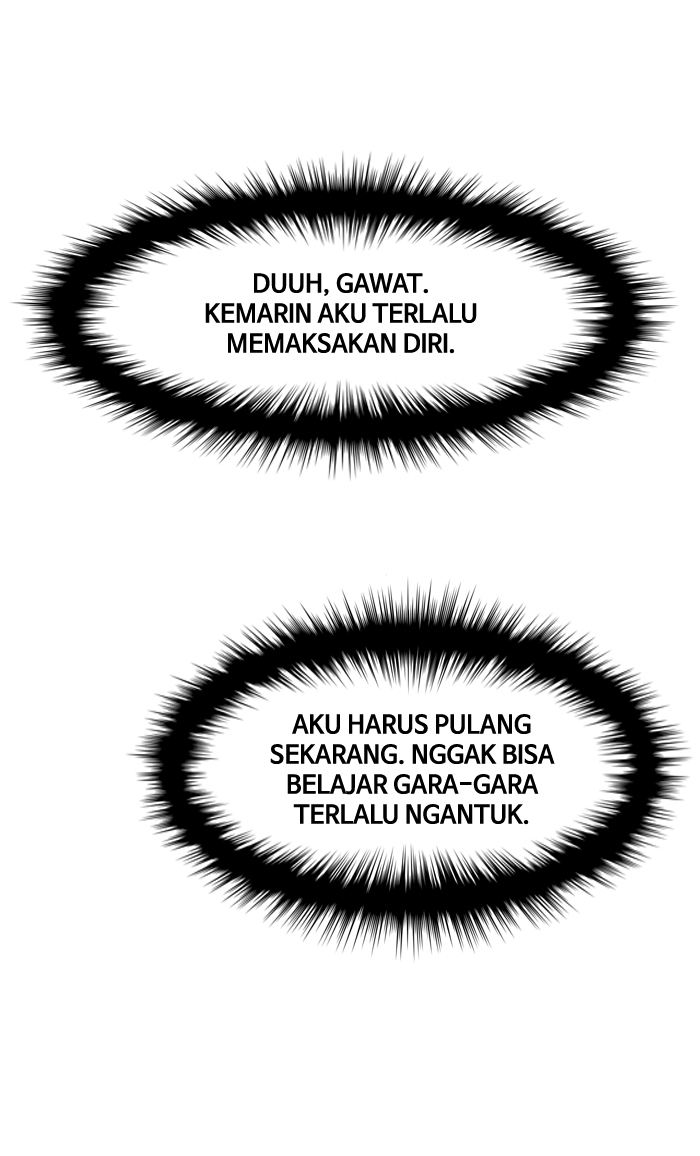 DUUH, GAWAT.
KEMARIN AKU TERLALU
MEMAKSAKAN DIRI.
AKU HARUS PULANG
SEKARANG. NGGAK BISA
BELAJAR GARA-GARA
TERLALU NGANTUK.